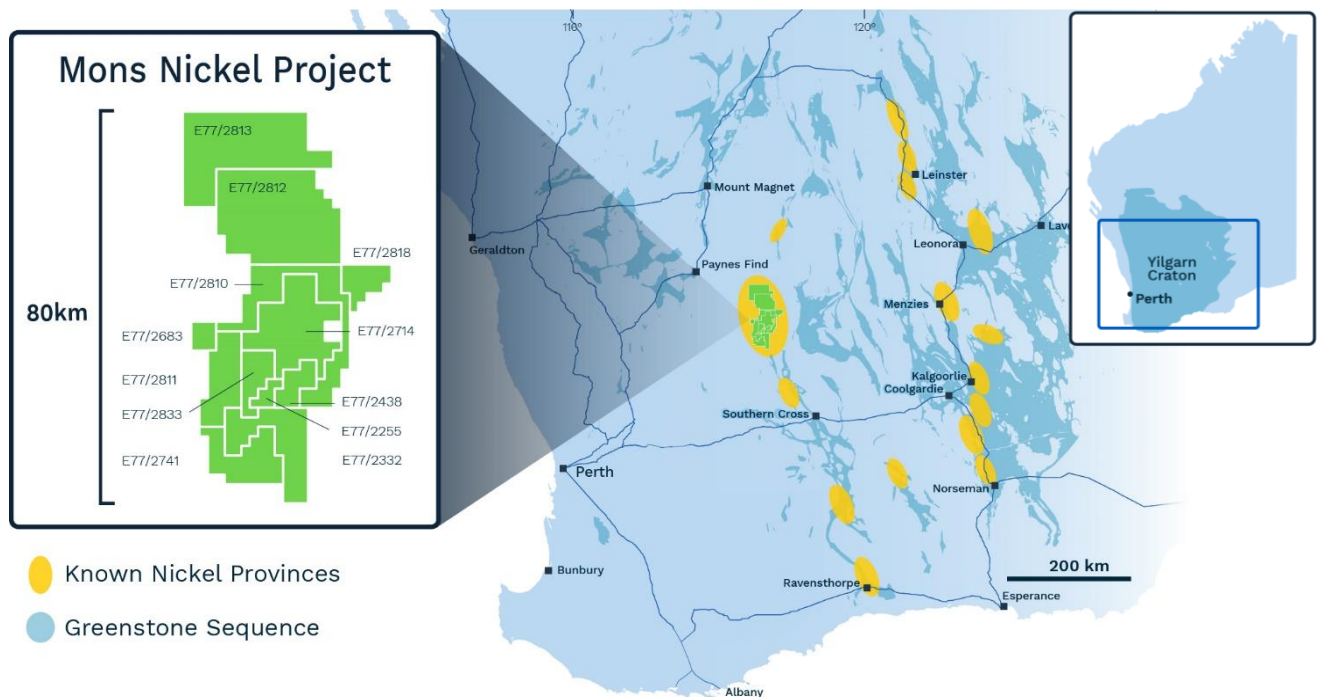 Mons Nickel Project
80km
E77/2813
E77/2812
E77/2818
E77/2810
E77/2714
E77/2683
E77/2811
E77/2833
E77/2438
E77/2255
E77/2741
E77/2332
Known Nickel Provinces
Greenstone Sequence
120º
Mount Magnet
Leinster
Geraldton
Leonora
Lave
Paynes Find
Menzies
Kalgoorlie
Coolgardie
Southern Cross
Perth
Norseman
Bunbury
Ravensthorpe
200 km
Esperance
Albany
Yilgarn
Craton
Perth